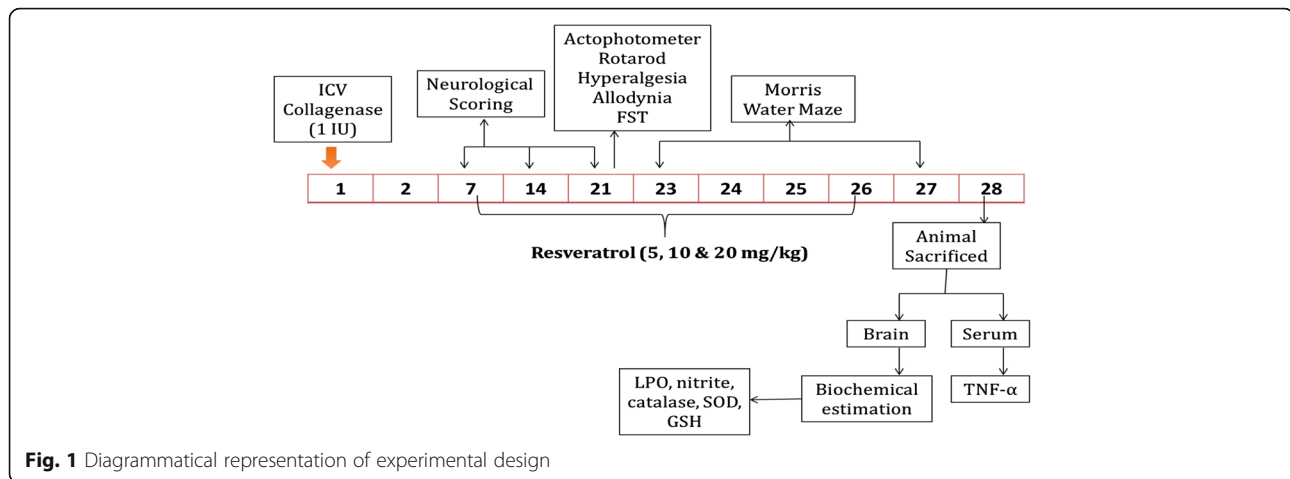 ICV
Collagenase
(1 IU)
Neurological
Scoring
Actophotometer
Rotarod
Hyperalgesia
Allodynia
FST
Morris
Water Maze
1 2 7 14 21 23 24 25 26 27 28
Resveratrol (5, 10 & 20 mg/kg)
Animal
Sacrificed
Brain
Serum
LPO, nitrite,
catalase, SOD,
GSH
Biochemical
estimation
TNF-α
Fig. 1 Diagrammatical representation of experimental design